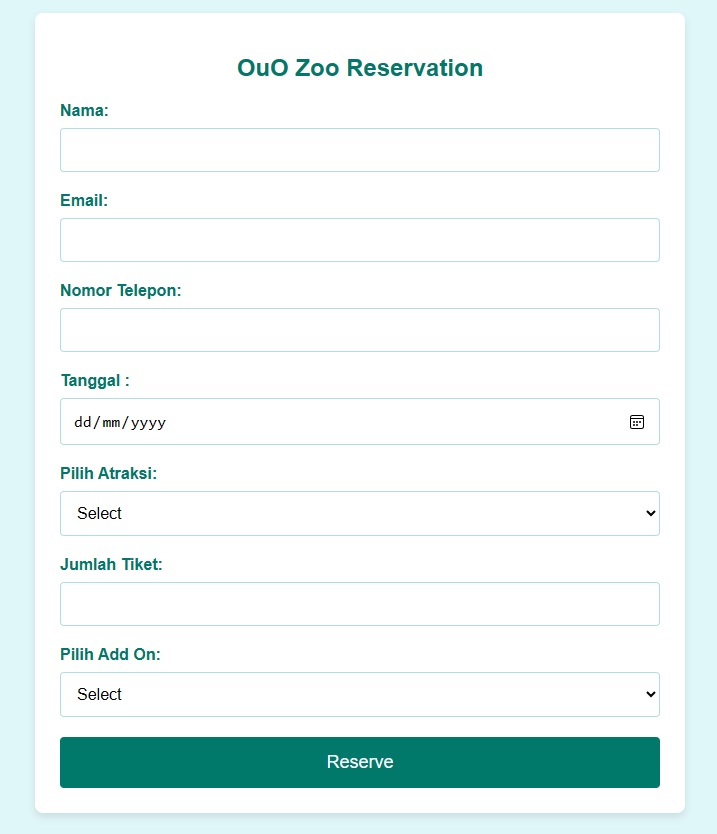 OuO Zoo Reservation
Nama:
Email:
Nomor Telepon:
Tanggal :
dd/mm/yyyy
Pilih Atraksi:
Select
Jumlah Tiket:
Pilih Add On:
Select
Reserve